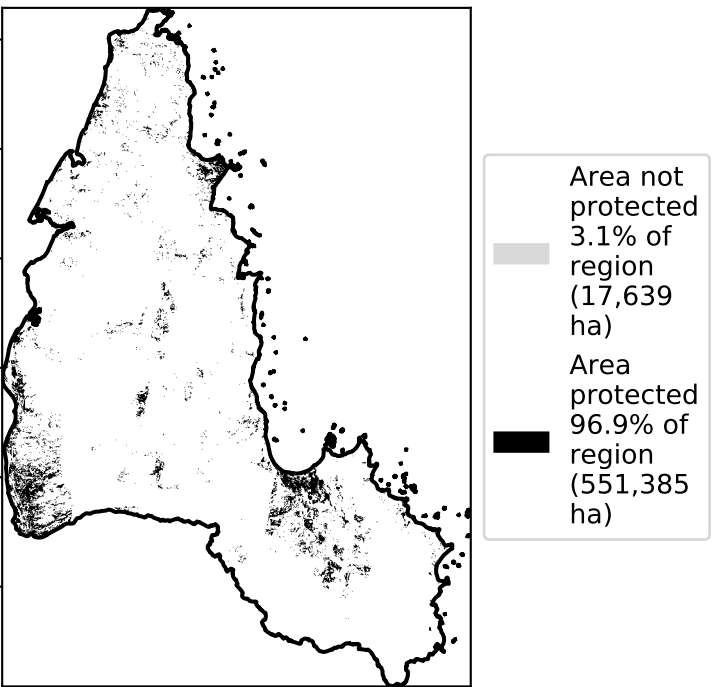 Area not
protected
3.1% of
region
(17,639
ha)
Area
protected
96.9% of
region
(551,385
ha)